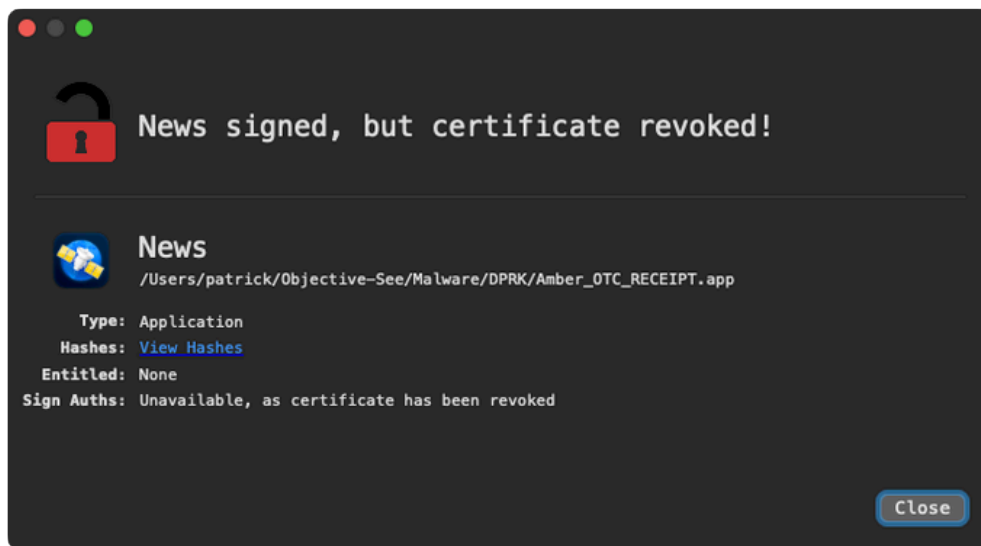 News signed, but certificate revoked!
News
/Users/patrick/Objective-See/Malware/DPRK/Amber_OTC_RECEIPT.app
Type: Application
Hashes: View Hashes
Entitled: None
Sign Auths: Unavailable, as certificate has been revoked
Close